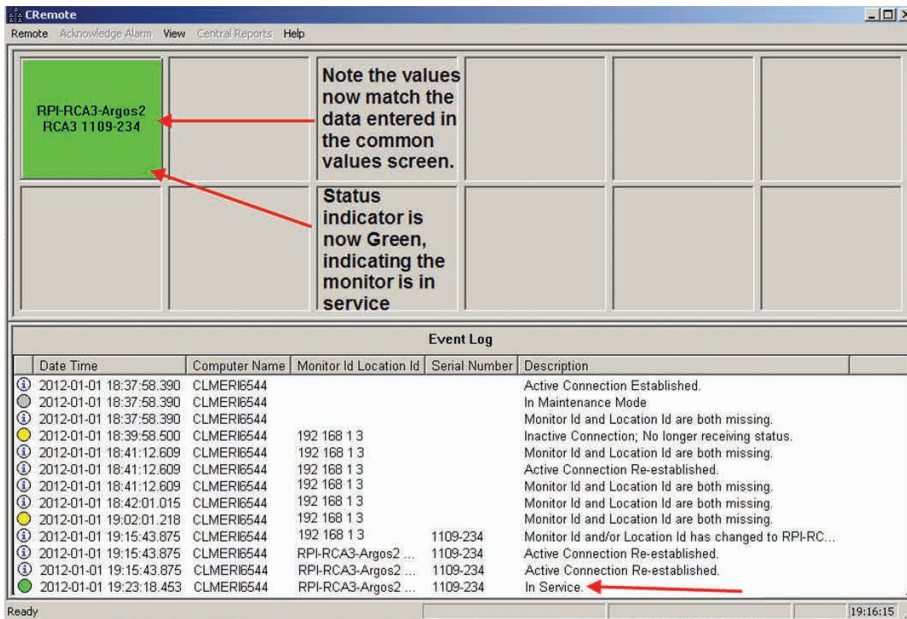 CRemote
Remote Acknowledge Alarm View Central Reports Help
RPI-RCA3-Argos2
RCA3 1109-234
Note the values
now match the
data entered in
the common
values screen.
Status
indicator is
now Green,
indicating the
monitor is in
service
Event Log
Date Time Computer Name Monitor Id Location Id Serial Number Description
2012-01-01 18:37:58.390 CLMERI6544 Active Connection Established.
2012-01-01 18:37:58.390 CLMERI6544 In Maintenance Mode
2012-01-01 18:37:58.390 CLMERI6544 Monitor Id and Location Id are both missing.
2012-01-01 18:39:58.500 CLMERI6544 192 168 1 3 Inactive Connection; No longer receiving status.
2012-01-01 18:41:12.609 CLMERI6544 192 168 1 3 Monitor Id and Location Id are both missing.
2012-01-01 18:41:12.609 CLMERI6544 192 168 1 3 Active Connection Re-established.
2012-01-01 18:41:12.609 CLMERI6544 192 168 1 3 Monitor Id and Location Id are both missing.
2012-01-01 18:42:01.015 CLMERI6544 192 168 1 3 Monitor Id and Location Id are both missing.
2012-01-01 19:02:01.218 CLMERI6544 192 168 1 3 Monitor Id and Location Id are both missing.
2012-01-01 19:15:43.875 CLMERI6544 192 168 1 3 1109-234 Monitor Id and/or Location Id has changed to RPI-RC...
2012-01-01 19:15:43.875 CLMERI6544 RPI-RCA3-Argos2 ... 1109-234 Active Connection Re-established.
2012-01-01 19:15:43.875 CLMERI6544 RPI-RCA3-Argos2 ... 1109-234 Active Connection Re-established.
2012-01-01 19:23:18.453 CLMERI6544 RPI-RCA3-Argos2 ... 1109-234 In Service.
Ready 19:16:15